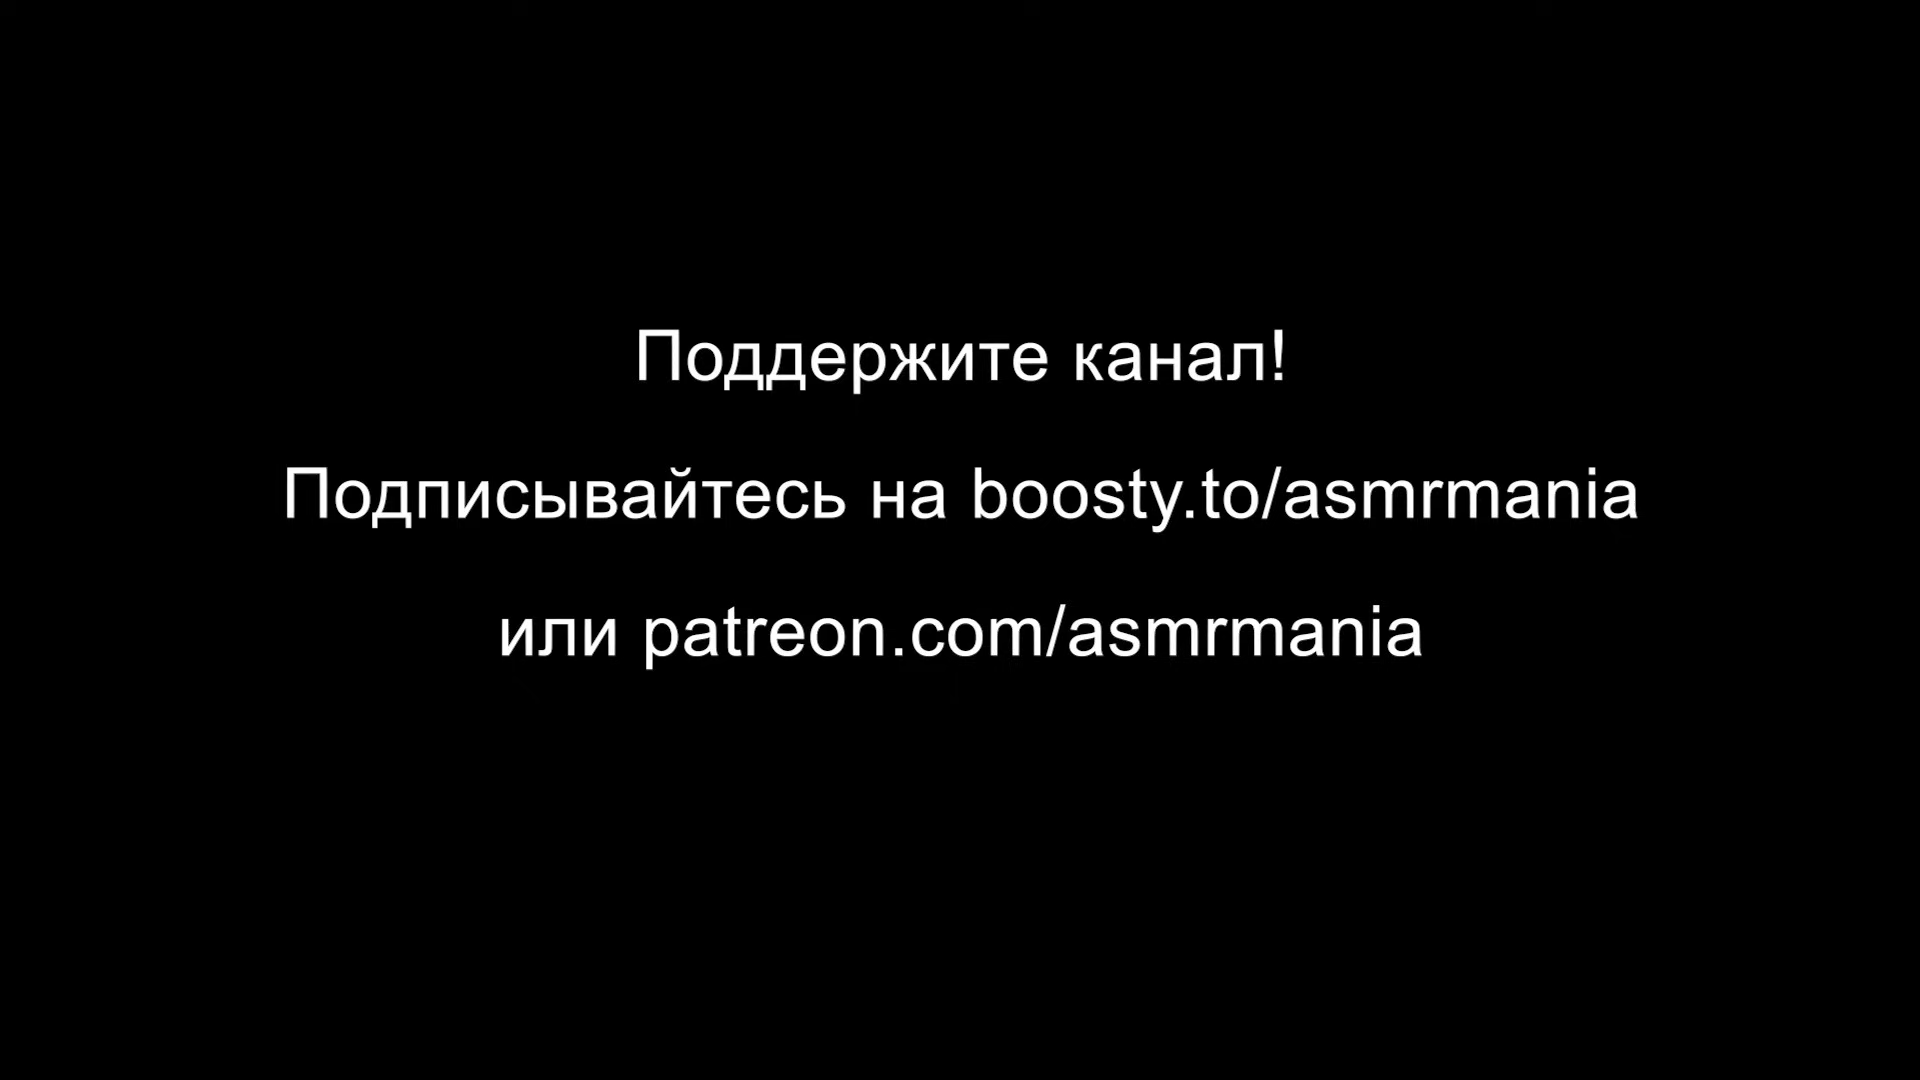 Поддержите канал!
Подписывайтесь на boosty.to/asmrmania
или patreon.com/asmrmania